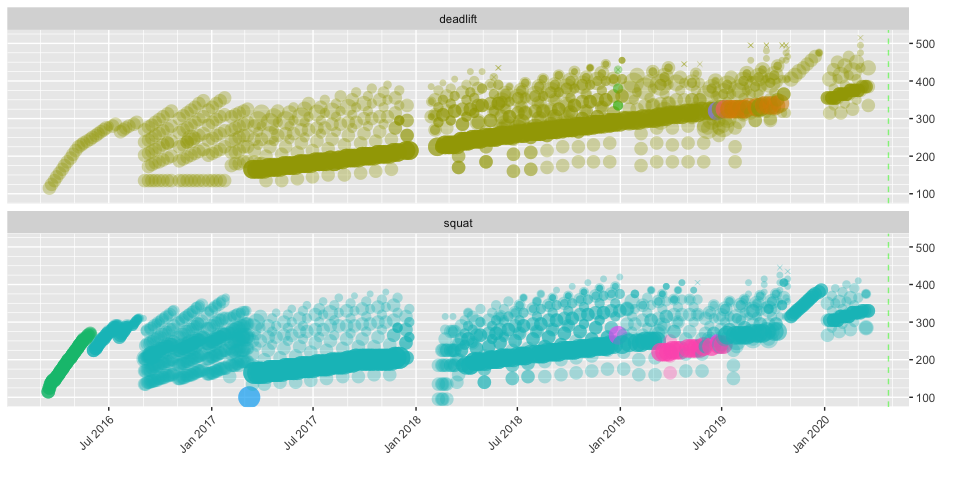 deadlift
500
400
300
200
100
squat
500
400
300
200
100
Jul 2016
Jan 2017
Jul 2017
Jan 2018
Jul 2018
Jan 2019
Jul 2019
Jan 2020